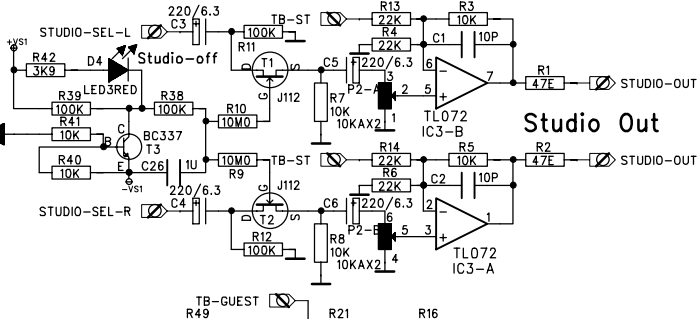 220/6.3
C3
TB-ST
R13
22K
R3
10K
+VS1
STUDIO-SEL-L
100K
R11
R4
22K
C1
10P
R42
3K9
D4
Studio-off
T1
D
S
G
J112
C5
220/6.3
LED3RED
P2-A
3
2
1
6
5
7
R1
47E
STUDIO-OUT
R39
100K
R38
100K
R10
10M0
R7
10K
10KAX2
TL072
IC3-B
Studio Out
R41
10K
C
B
E
BC337
T3
R40
10K
-VS1
C26
1U
10M0
R9
TB-ST
R14
22K
R5
10K
R2
47E
STUDIO-OUT
J112
G
D
S
T2
R6
22K
C2
10P
220/6.3
C4
STUDIO-SEL-R
C6
220/6.3
P2-B
6
5
4
2
3
1
R12
100K
R8
10K
10KAX2
TL072
IC3-A
TB-GUEST
R49
R21
R16